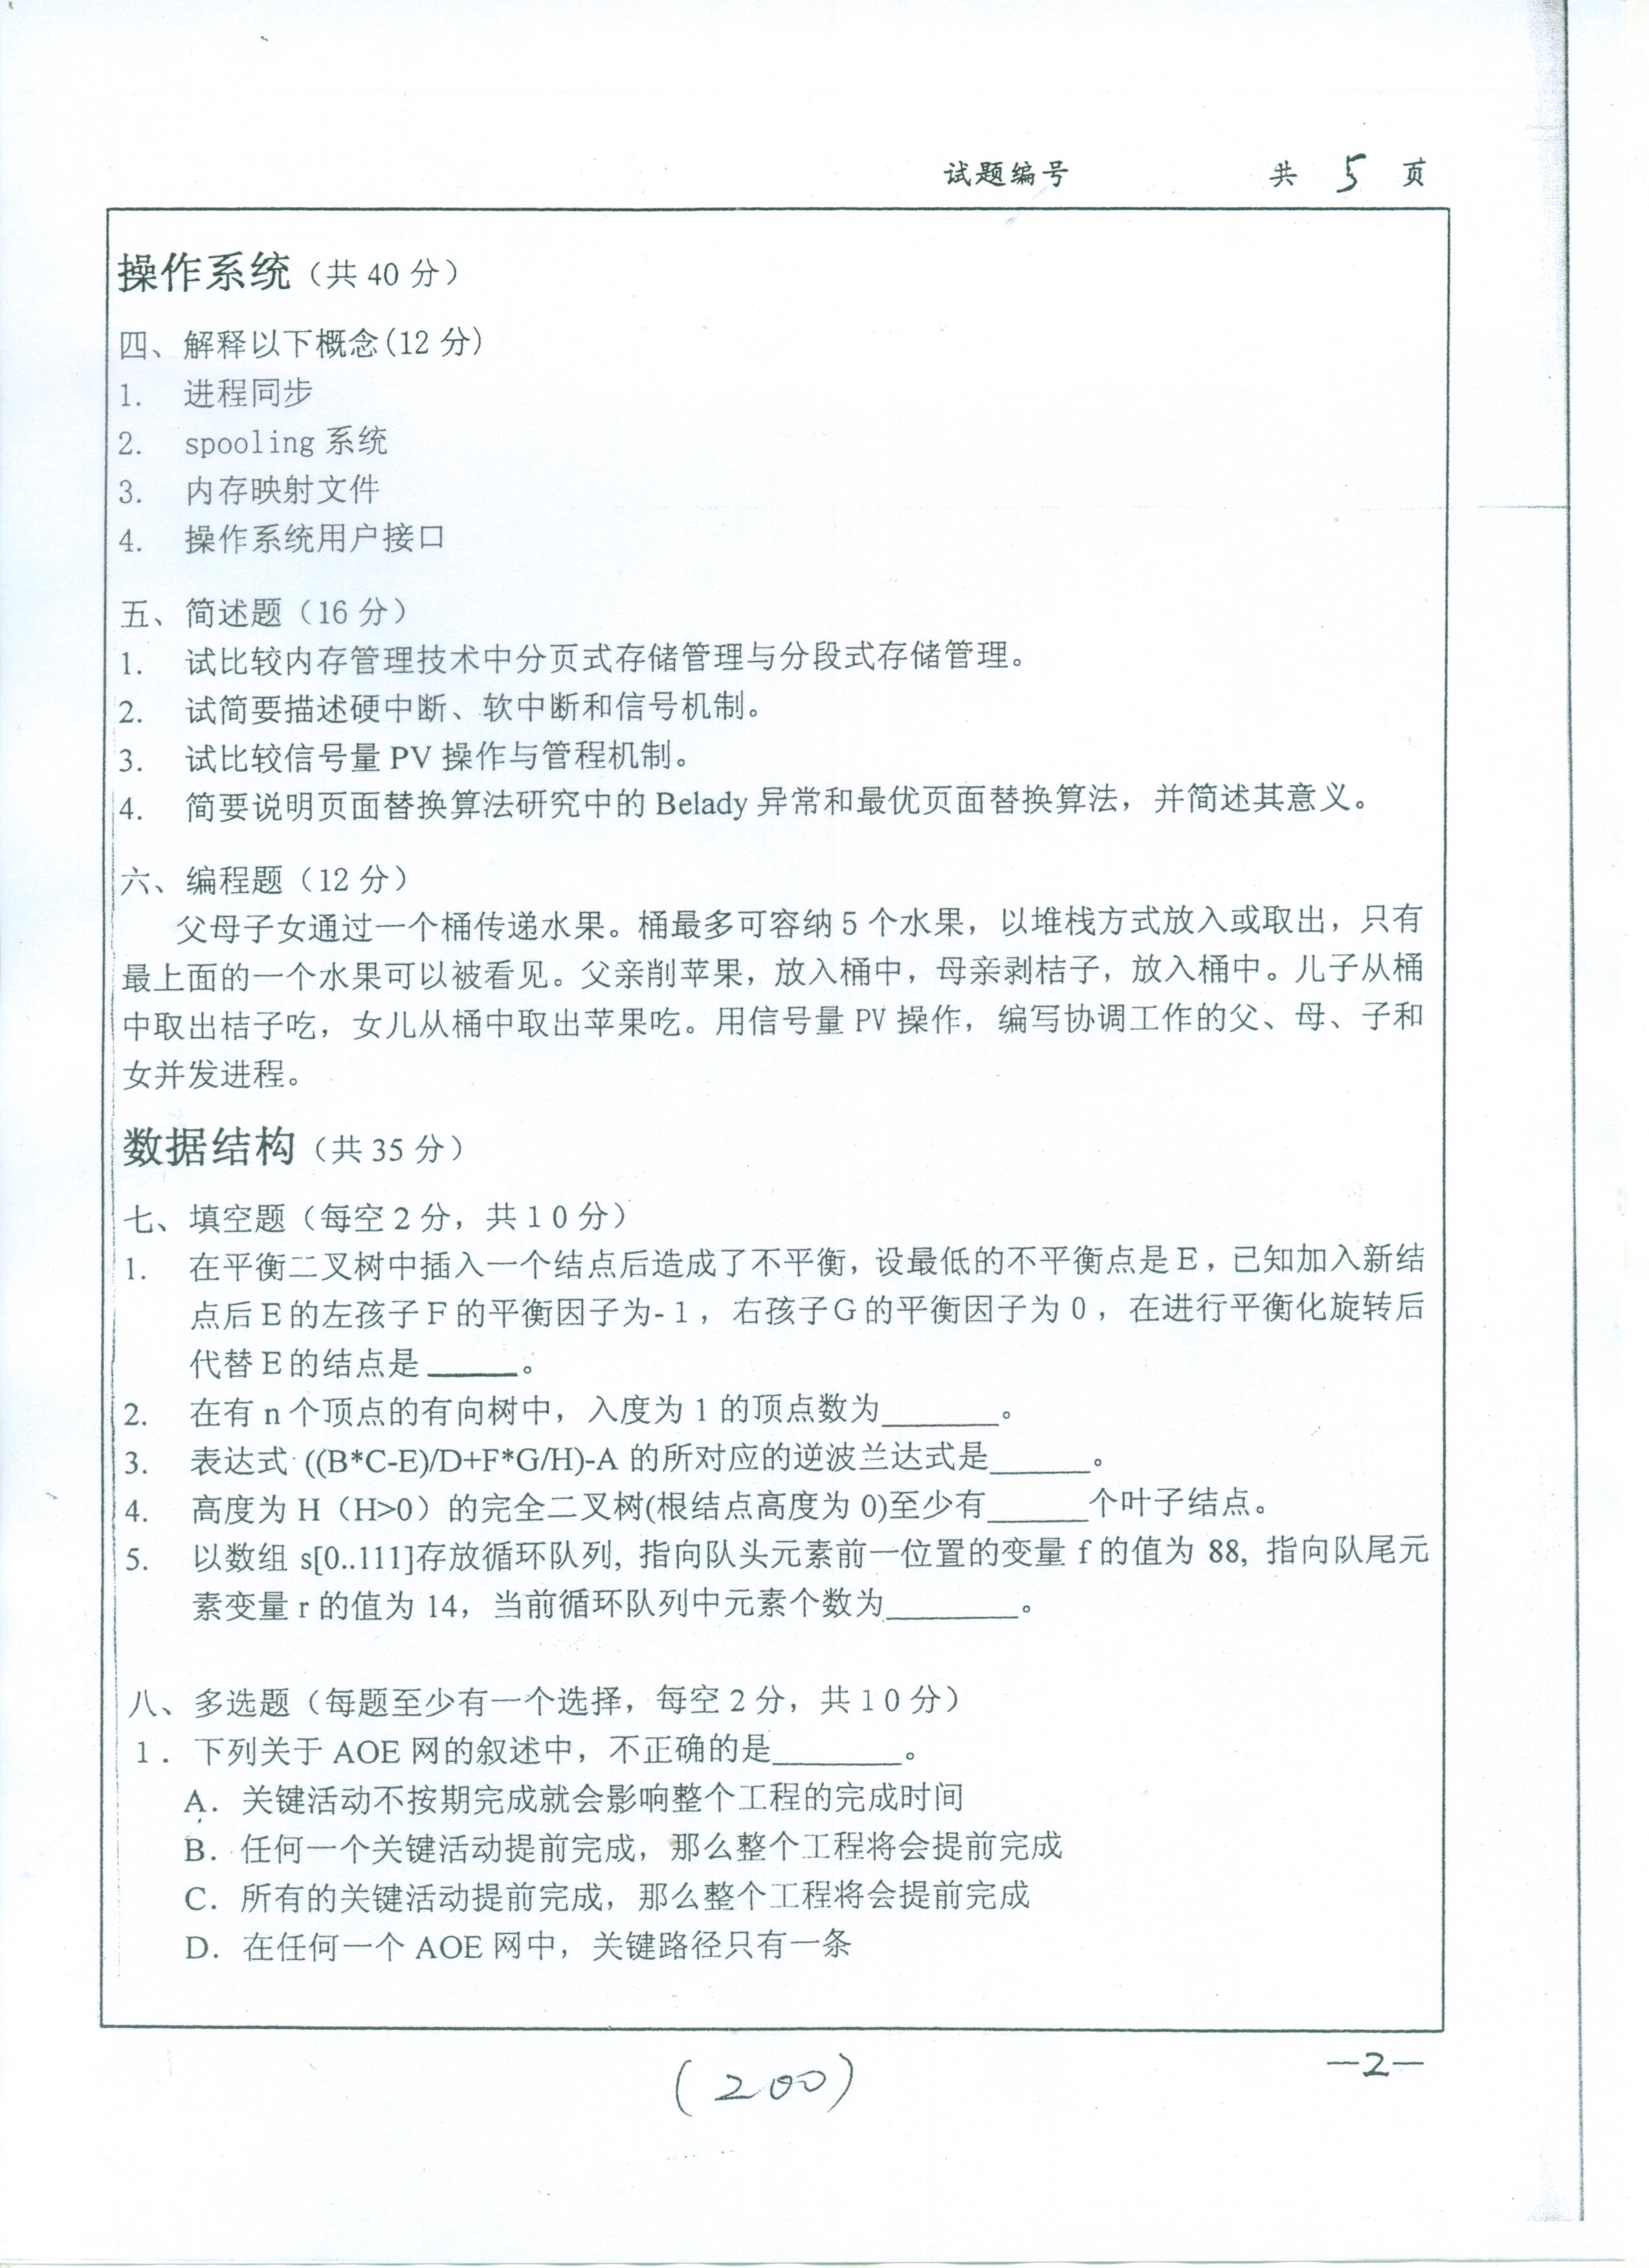 试题编号 共 5 页
操作系统（共 40 分）
四、解释以下概念(12 分)
1. 进程同步
2. spooling 系统
3. 内存映射文件
4. 操作系统用户接口
五、简述题（16 分）
1. 试比较内存管理技术中分页式存储管理与分段式存储管理。
2. 试简要描述硬中断、软中断和信号机制。
3. 试比较信号量 PV 操作与管程机制。
4. 简要说明页面替换算法研究中的 Belady 异常和最优页面替换算法，并简述其意义。
六、编程题（12 分）
父母子女通过一个桶传递水果。桶最多可容纳 5 个水果，以堆栈方式放入或取出，只有
最上面的一个水果可以被看见。父亲削苹果，放入桶中，母亲剥桔子，放入桶中。儿子从桶
中取出桔子吃，女儿从桶中取出苹果吃。用信号量 PV 操作，编写协调工作的父、母、子和
女并发进程。
数据结构（共 35 分）
七、填空题（每空２分，共１０分）
1. 在平衡二叉树中插入一个结点后造成了不平衡，设最低的不平衡点是Ｅ，已知加入新结
点后Ｅ的左孩子Ｆ的平衡因子为-１，右孩子Ｇ的平衡因子为０，在进行平衡化旋转后
代替Ｅ的结点是______。
2. 在有 n 个顶点的有向树中，入度为 1 的顶点数为_______。
3. 表达式 ((B*C-E)/D+F*G/H)-A 的所对应的逆波兰达式是______。
4. 高度为 H（H>0）的完全二叉树(根结点高度为 0)至少有______个叶子结点。
5. 以数组 s[0..111]存放循环队列, 指向队头元素前一位置的变量 f 的值为 88, 指向队尾元
素变量 r 的值为 14，当前循环队列中元素个数为________。
八、多选题（每题至少有一个选择，每空２分，共１０分）
１．下列关于 AOE 网的叙述中，不正确的是________。
A．关键活动不按期完成就会影响整个工程的完成时间
B．任何一个关键活动提前完成，那么整个工程将会提前完成
C．所有的关键活动提前完成，那么整个工程将会提前完成
D．在任何一个 AOE 网中，关键路径只有一条
—2—
(200)